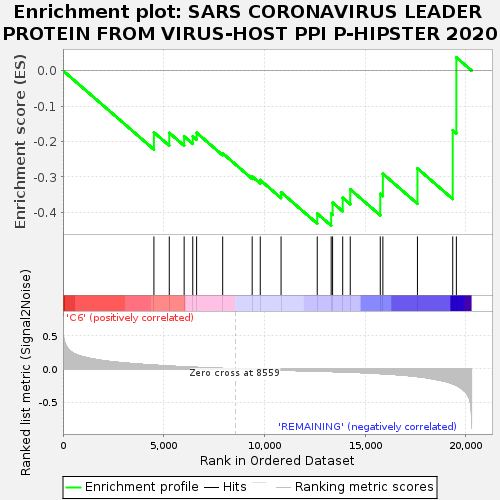 Enrichment plot: SARS CORONAVIRUS LEADER
PROTEIN FROM VIRUS-HOST PPI P-HIPSTER 2020
Enrichment score (ES)
0.0
-0.1
-0.2
-0.3
-0.4
'C6' (positively correlated)
Ranked list metric (Signal2Noise)
0.5
0.0
-0.5
Zero cross at 8559
'REMAINING' (negatively correlated)
0
5,000
10,000
15,000
20,000
Rank in Ordered Dataset
Enrichment profile
Hits
Ranking metric scores